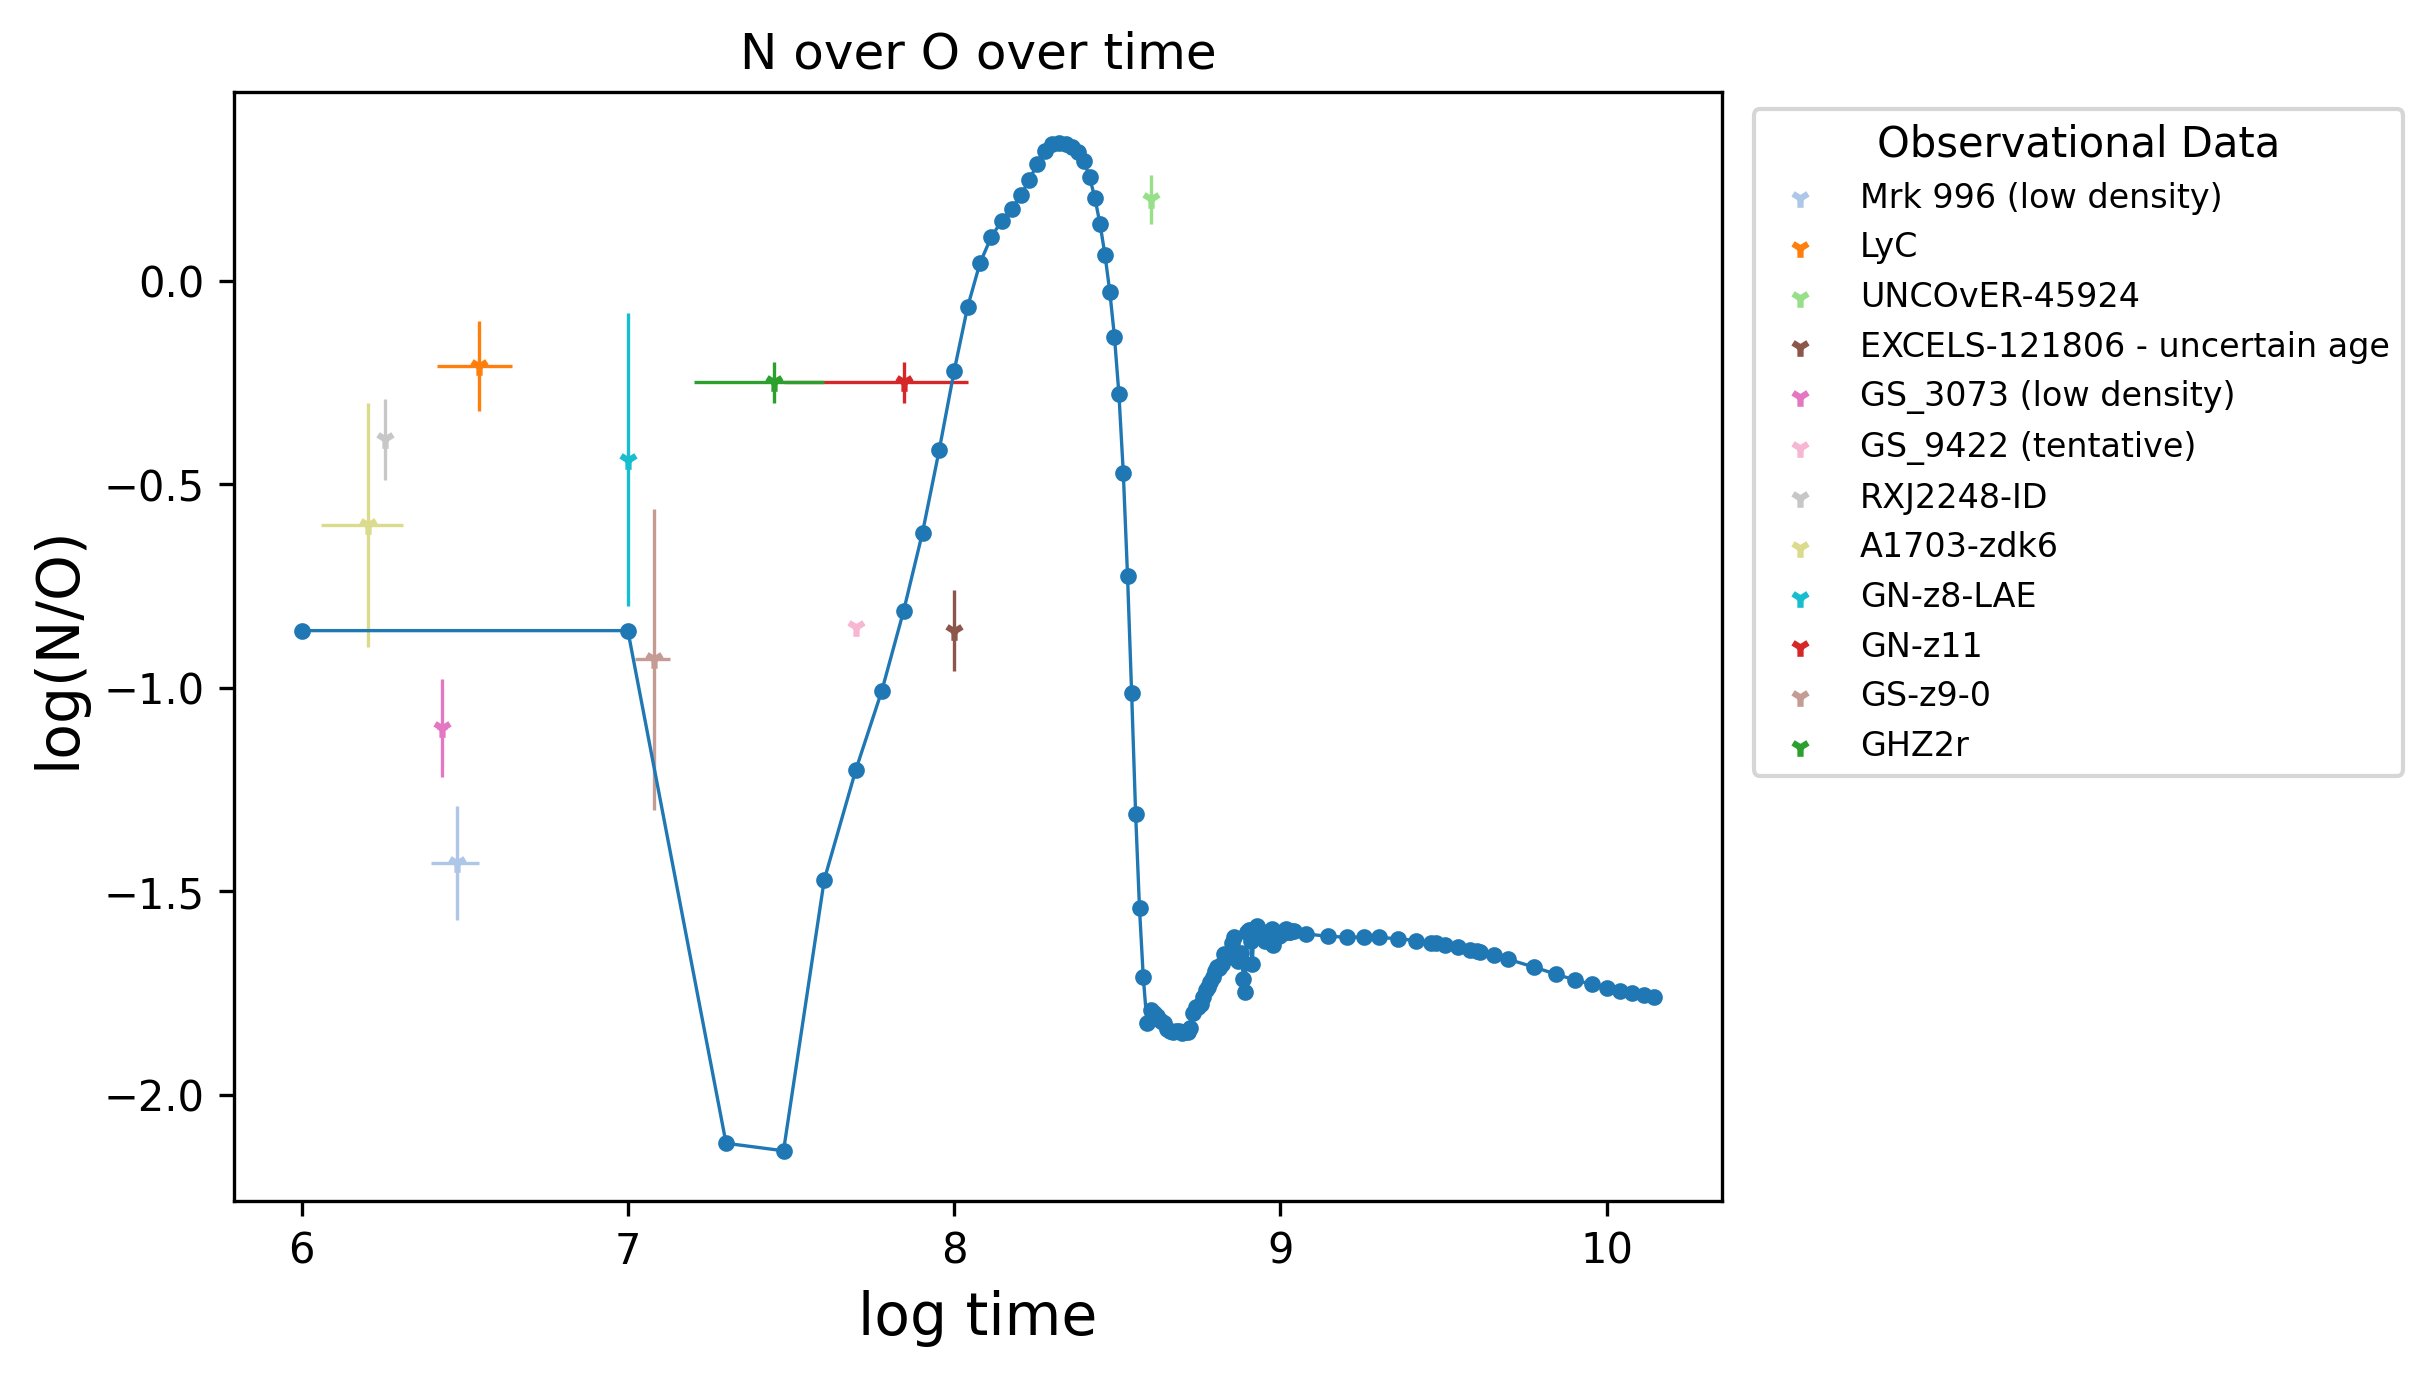 N over O over time
log(N/O)
0.0
−0.5
−1.0
−1.5
−2.0
6 7 8 9 10
log time
Observational Data
Mrk 996 (low density)
LyC
UNCOvER-45924
EXCELS-121806 - uncertain age
GS_3073 (low density)
GS_9422 (tentative)
RXJ2248-ID
A1703-zdk6
GN-z8-LAE
GN-z11
GS-z9-0
GHZ2r